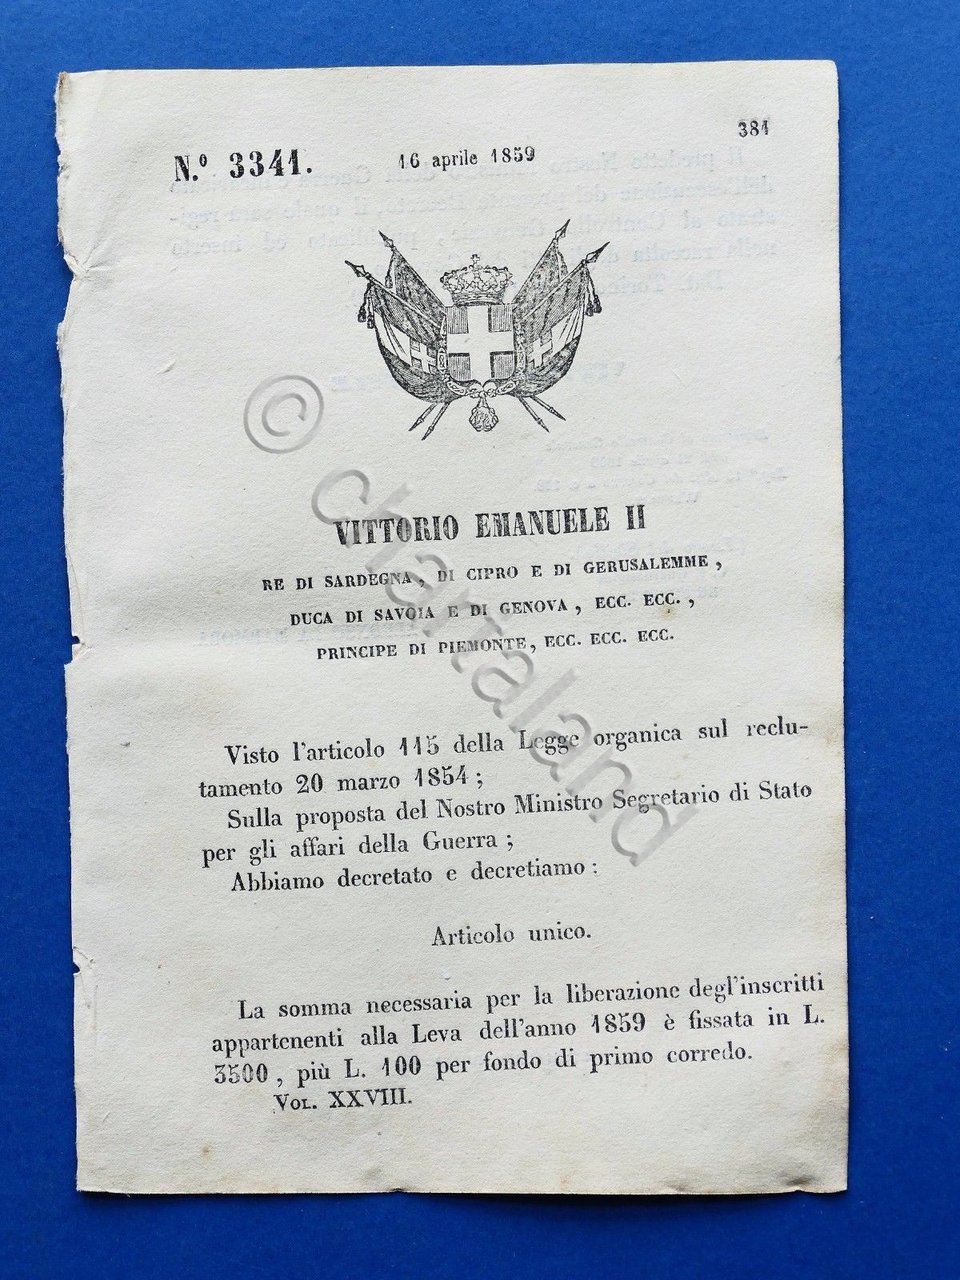 381
N.º 3341.
16 aprile 1859
VITTORIO EMANUELE II
RE DI SARDEGNA, DI CIPRO E DI GERUSALEMME,
DUCA DI SAVOIA E DI GENOVA, ECC. ECC.,
PRINCIPE DI PIEMONTE, ECC. ECC. ECC.
Visto l'articolo 115 della Legge organica sul reclu-
tamento 20 marzo 1854;
Sulla proposta del Nostro Ministro Segretario di Stato
per gli affari della Guerra;
Abbiamo decretato e decretiamo:
Articolo unico.
La somma necessaria per la liberazione degl'inscritti
appartenenti alla Leva dell'anno 1859 è fissata in L.
3500, più L. 100 per fondo di primo corredo.
VOL. XXVIII.
© chartaland